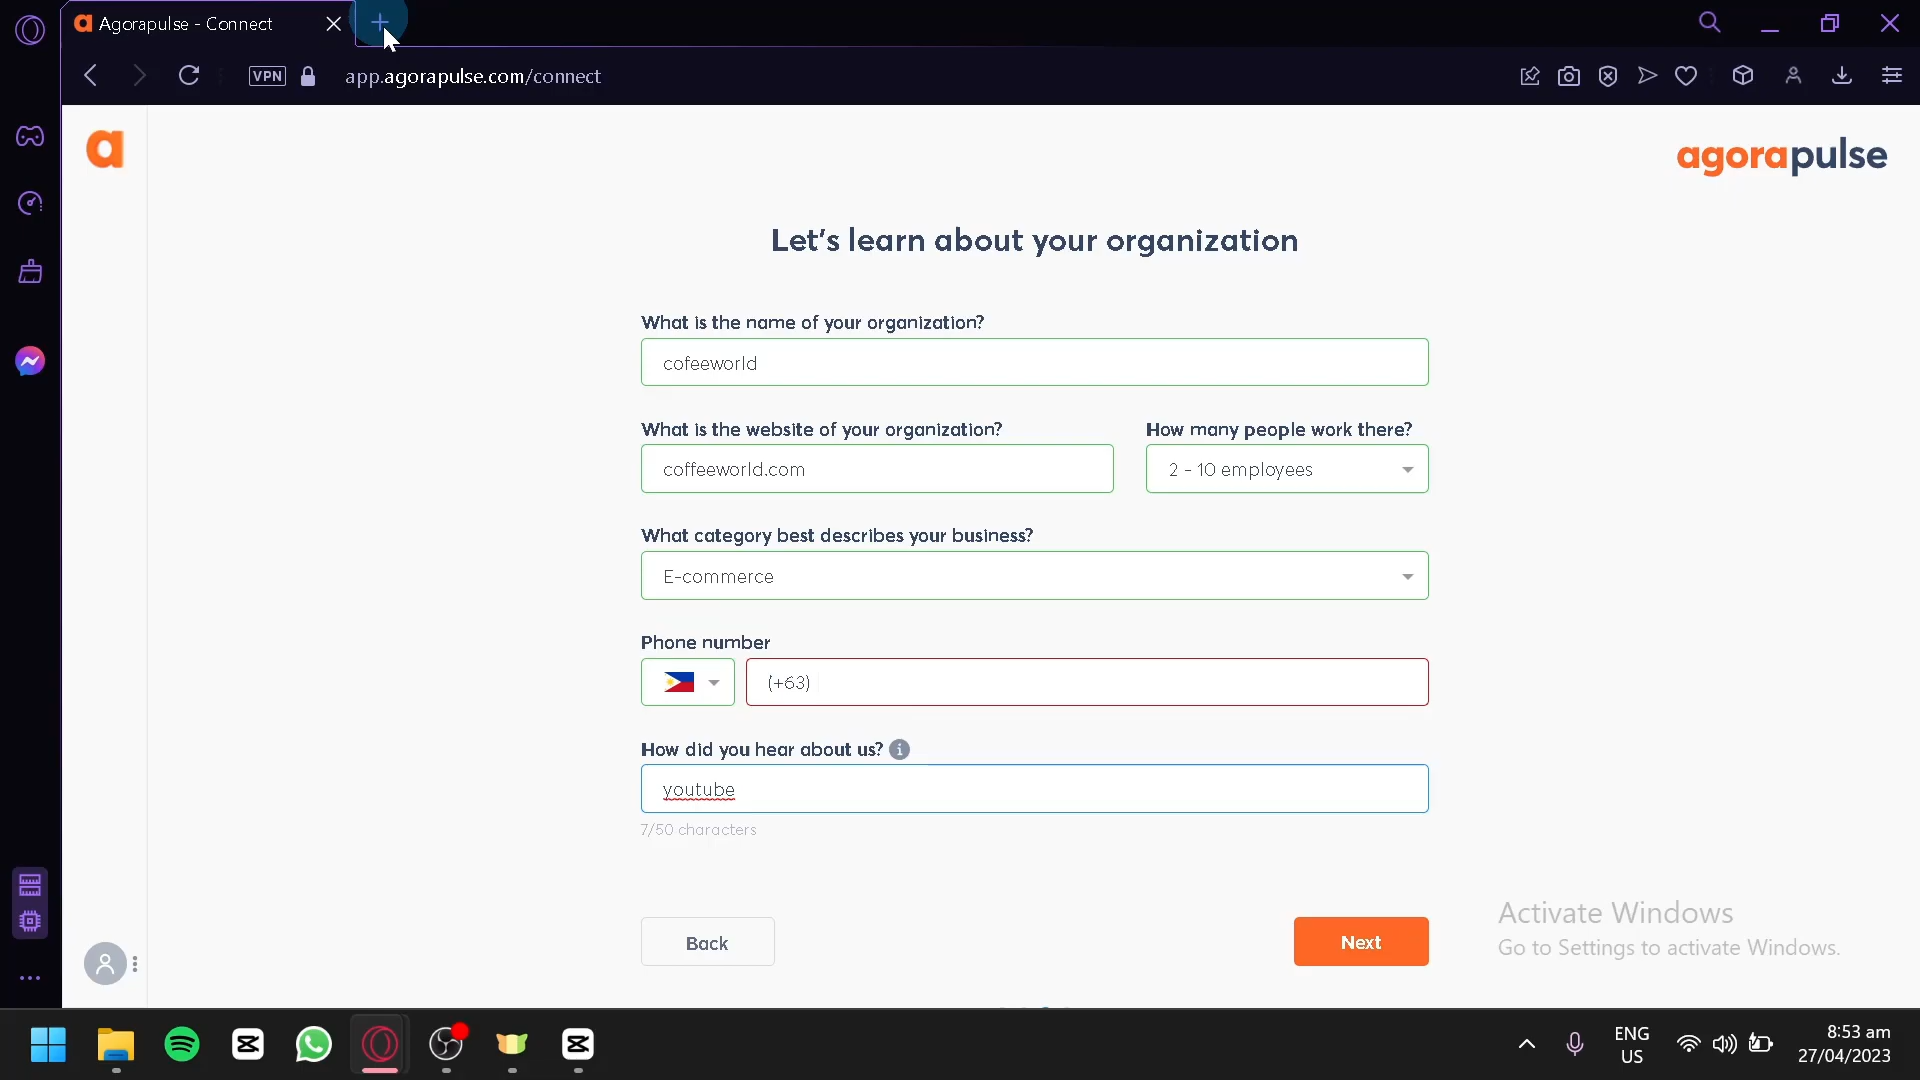 Agorapulse - Connect
VPN
app.agorapulse.com/connect
a
agorapulse
Let's learn about your organization
What is the name of your organization?
cofeeworld
What is the website of your organization?
How many people work there?
coffeeworld.com
2 - 10 employees
What category best describes your business?
E-commerce
Phone number
(+63)
How did you hear about us?
youtube
7/50 characters
Back
Next
Activate Windows
Go to Settings to activate Windows.
ENG
US
8:53 am
27/04/2023